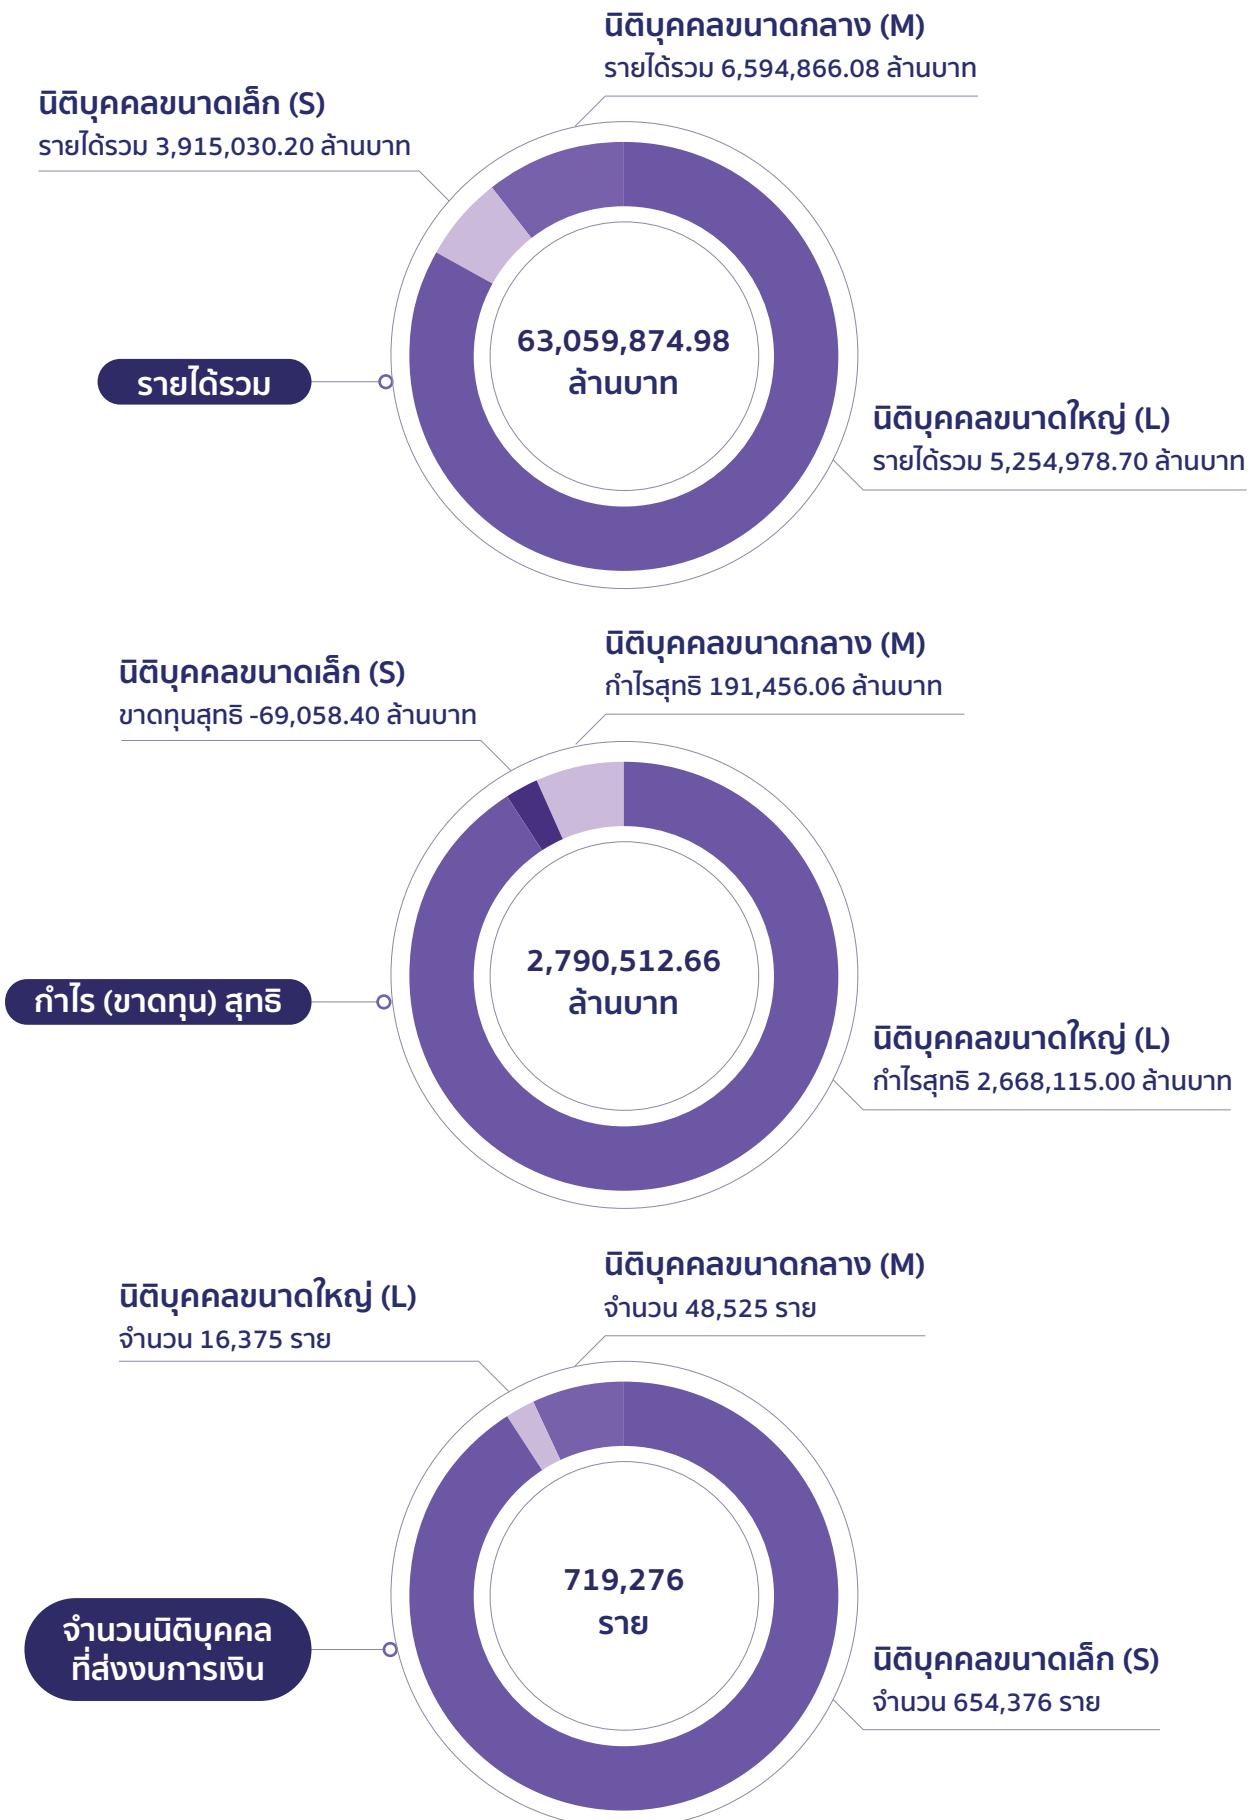 นิติบุคคลขนาดกลาง (M)
รายได้รวม 6,594,866.08 ล้านบาท
นิติบุคคลขนาดเล็ก (S)
รายได้รวม 3,915,030.20 ล้านบาท
63,059,874.98
ล้านบาท
รายได้รวม
นิติบุคคลขนาดใหญ่ (L)
รายได้รวม 5,254,978.70 ล้านบาท
นิติบุคคลขนาดกลาง (M)
กำไรสุทธิ 191,456.06 ล้านบาท
นิติบุคคลขนาดเล็ก (S)
ขาดทุนสุทธิ -69,058.40 ล้านบาท
2,790,512.66
ล้านบาท
กำไร (ขาดทุน) สุทธิ
นิติบุคคลขนาดใหญ่ (L)
กำไรสุทธิ 2,668,115.00 ล้านบาท
นิติบุคคลขนาดกลาง (M)
จำนวน 48,525 ราย
นิติบุคคลขนาดใหญ่ (L)
จำนวน 16,375 ราย
719,276
ราย
จำนวนนิติบุคคล
ที่ส่งงบการเงิน
นิติบุคคลขนาดเล็ก (S)
จำนวน 654,376 ราย